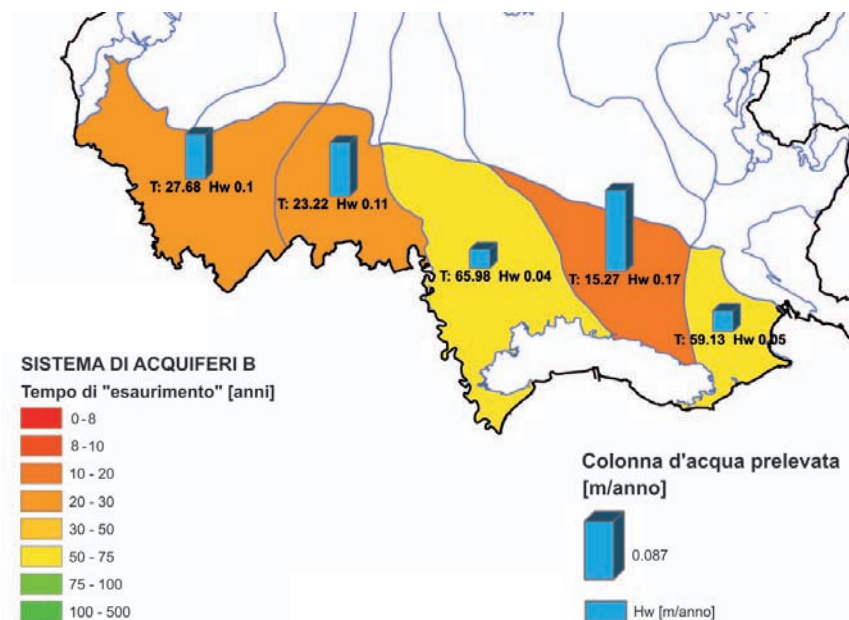 T: 27.68 Hw 0.1
T: 23.22 Hw 0.11
T: 65.98 Hw 0.04
T: 15.27 Hw 0.17
T: 59.13 Hw 0.05
SISTEMA DI ACQUIFERI B
Tempo di "esaurimento" [anni]
0 - 8
8 - 10
10 - 20
20 - 30
30 - 50
50 - 75
75 - 100
100 - 500
Colonna d'acqua prelevata
[m/anno]
0.087
Hw [m/anno]